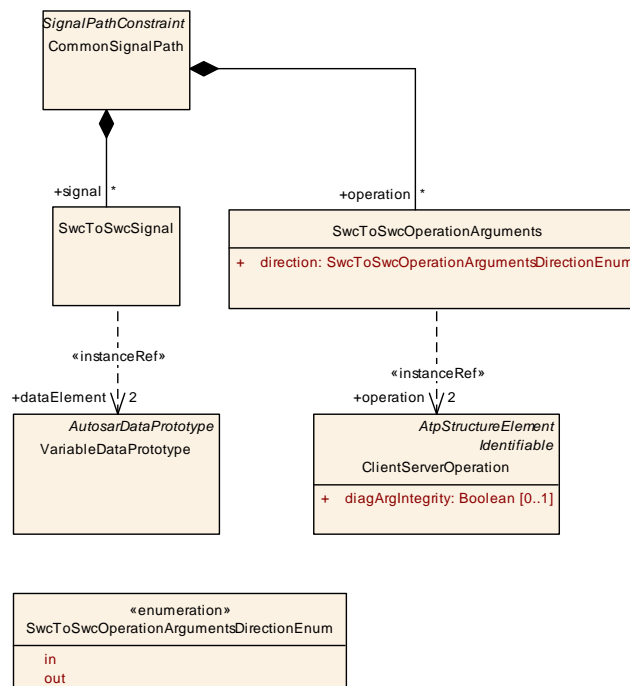 SignalPathConstraint
CommonSignalPath
+signal *
+operation *
SwcToSwcSignal
SwcToSwcOperationArguments
+ direction: SwcToSwcOperationArgumentsDirectionEnum
«instanceRef»
«instanceRef»
+dataElement 2
+operation 2
AutosarDataPrototype
VariableDataPrototype
AtpStructureElement
Identifiable
ClientServerOperation
+ diagArgIntegrity: Boolean [0..1]
«enumeration»
SwcToSwcOperationArgumentsDirectionEnum
in
out